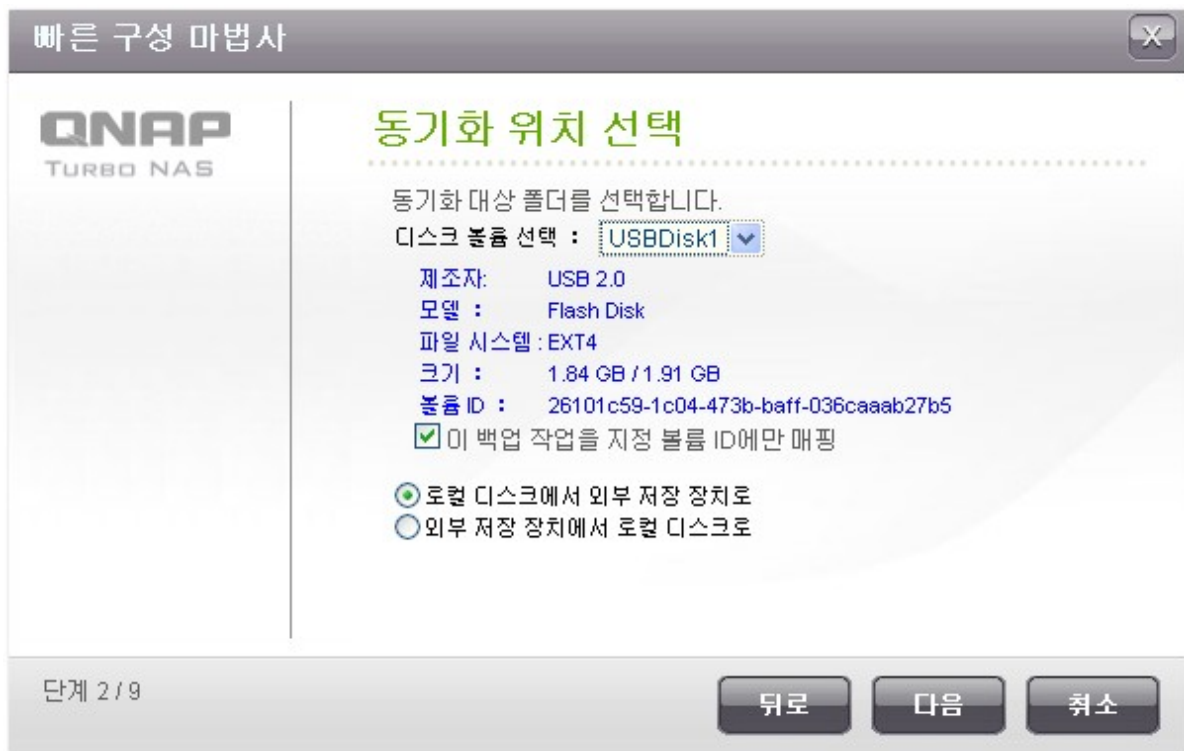 빠른 구성 마법사
X
QNAP
TURBO NAS
동기화 위치 선택
동기화 대상 폴더를 선택합니다.
디스크 볼륨 선택 : USBDisk1
제조자: USB 2.0
모델 : Flash Disk
파일 시스템 : EXT4
크기 : 1.84 GB / 1.91 GB
볼륨 ID : 26101c59-1c04-473b-baff-036caaab27b5
이 백업 작업을 지정 볼륨 ID에만 매핑
로컬 디스크에서 외부 저장 장치로
외부 저장 장치에서 로컬 디스크로
단계 2 / 9
뒤로
다음
취소